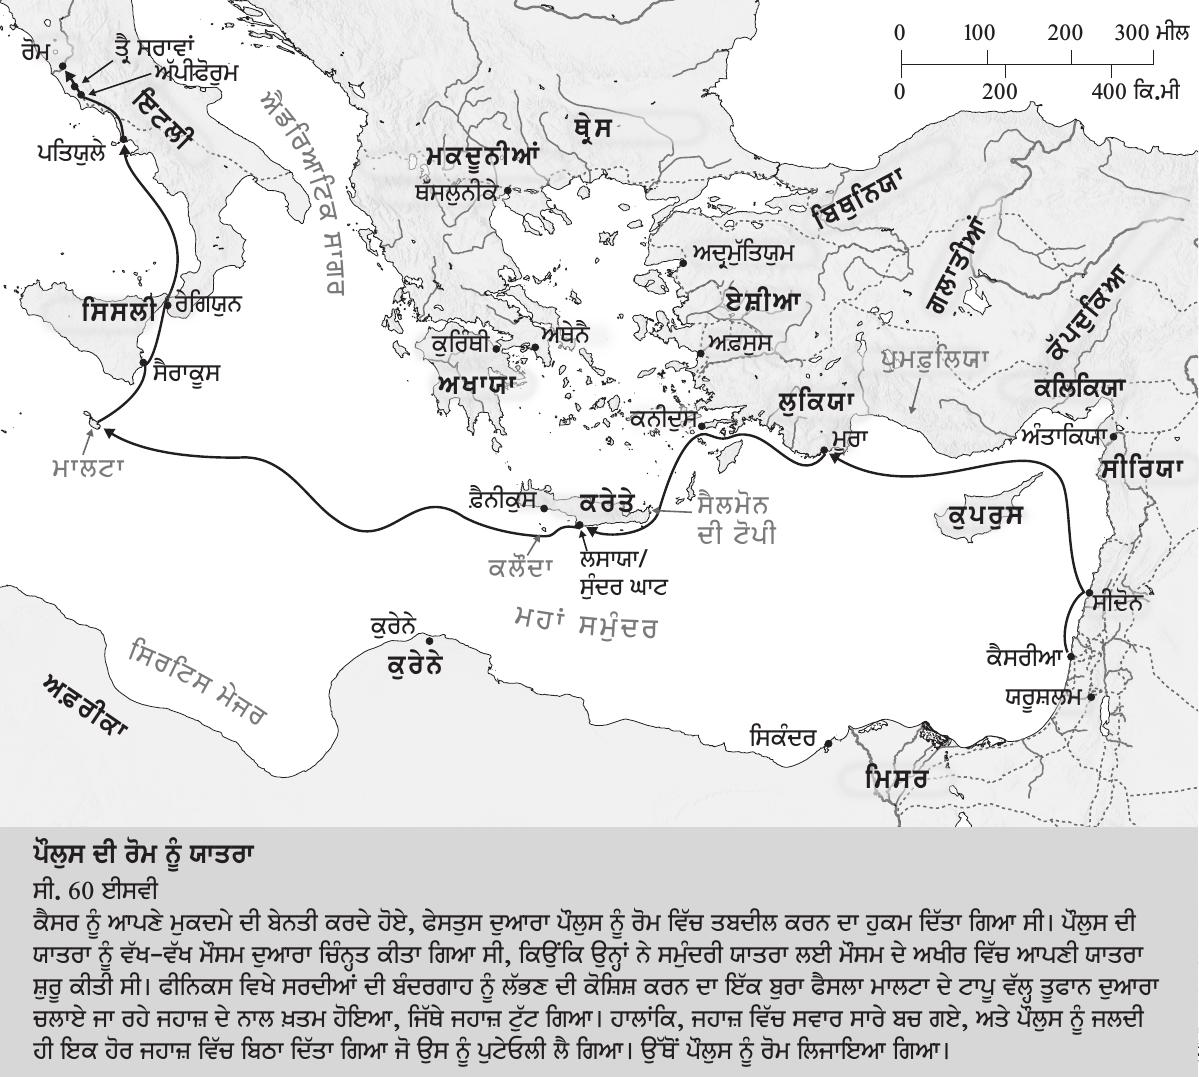 0 100 200 300 ਮੀਲ
0 200 400 ਕਿ.ਮੀ
ਰੋਮ
ਤ੍ਰੈ ਸਰਾਵਾਂ
ਅੱਪੀਫੋਰੁਮ
ਇਟਲੀ
ਪਤਿਯੁਲੇ
ਐਡਰਿਆਟਿਕ ਸਾਗਰ
ਥ੍ਰੇਸ
ਮਕਦੂਨੀਆਂ
ਥੱਸਲੁੰਨੀਕੇ
ਬਿਥੁਨਿਯਾ
ਅਦ੍ਰਮੁੱਤਿਯੁਮ
ਗਲਾਤੀਆਂ
ਏਸ਼ੀਆ
ਕੱਪਦੁਕਿਆ
ਸਿਸਲੀ
ਰੇਗਿਯੁਨ
ਕੁਰਿੰਥੀ
ਅਥੇਨੈ
ਅਫ਼ਸੁਸ
ਪੁਮਫੁਲਿਯਾ
ਸੈਰਾਕੂਸ
ਅਖਾਯਾ
ਕਲਿਕਿਯਾ
ਲੁਕਿਯਾ
ਕਨੀਦੁਸ
ਮੂਰਾ
ਅੰਤਾਕਿਯਾ
ਮਾਲਟਾ
ਸੀਰਿਯਾ
ਫ਼ੈਨੀਕੁਸ
ਕਰੇਤੇ
ਸੈਲਮੋਨ
ਦੀ ਟੋਪੀ
ਕੁਪਰੁਸ
ਕਲੌਦਾ
ਲਸਾਯਾ/
ਸੁੰਦਰ ਘਾਟ
ਮਹਾਂ ਸਮੁੰਦਰ
ਸੀਦੋਨ
ਕੁਰੇਨੇ
ਕੁਰੇਨੇ
ਕੈਸਰੀਆ
ਸਿਰਟਿਸ ਮੇਜਰ
ਅਫ਼ਰੀਕਾ
ਯਰੂਸ਼ਲਮ
ਸਿਕੰਦਰ
ਮਿਸਰ
ਪੌਲੁਸ ਦੀ ਰੋਮ ਨੂੰ ਯਾਤਰਾ
ਸੀ. 60 ਈਸਵੀ
ਕੈਸਰ ਨੂੰ ਆਪਣੇ ਮੁਕਦਮੇ ਦੀ ਬੇਨਤੀ ਕਰਦੇ ਹੋਏ, ਫੇਸਤੁਸ ਦੁਆਰਾ ਪੌਲੁਸ ਨੂੰ ਰੋਮ ਵਿੱਚ ਤਬਦੀਲ ਕਰਨ ਦਾ ਹੁਕਮ ਦਿੱਤਾ ਗਿਆ ਸੀ। ਪੌਲੁਸ ਦੀ
ਯਾਤਰਾ ਨੂੰ ਵੱਖ-ਵੱਖ ਮੌਸਮ ਦੁਆਰਾ ਚਿੰਨ੍ਹਤ ਕੀਤਾ ਗਿਆ ਸੀ, ਕਿਉਂਕਿ ਉਨ੍ਹਾਂ ਨੇ ਸਮੁੰਦਰੀ ਯਾਤਰਾ ਲਈ ਮੌਸਮ ਦੇ ਅਖੀਰ ਵਿੱਚ ਆਪਣੀ ਯਾਤਰਾ
ਸ਼ੁਰੂ ਕੀਤੀ ਸੀ। ਫੀਨਿਕਸ ਵਿਖੇ ਸਰਦੀਆਂ ਦੀ ਬੰਦਰਗਾਹ ਨੂੰ ਲੱਭਣ ਦੀ ਕੋਸ਼ਿਸ਼ ਕਰਨ ਦਾ ਇੱਕ ਬੁਰਾ ਫੈਸਲਾ ਮਾਲਟਾ ਦੇ ਟਾਪੂ ਵੱਲ੍ਹ ਤੂਫਾਨ ਦੁਆਰਾ
ਚਲਾਏ ਜਾ ਰਹੇ ਜਹਾਜ਼ ਦੇ ਨਾਲ ਖ਼ਤਮ ਹੋਇਆ, ਜਿੱਥੇ ਜਹਾਜ਼ ਟੁੱਟ ਗਿਆ। ਹਾਲਾਂਕਿ, ਜਹਾਜ਼ ਵਿੱਚ ਸਵਾਰ ਸਾਰੇ ਬਚ ਗਏ, ਅਤੇ ਪੌਲੁਸ ਨੂੰ ਜਲਦੀ
ਹੀ ਇਕ ਹੋਰ ਜਹਾਜ਼ ਵਿੱਚ ਬਿਠਾ ਦਿੱਤਾ ਗਿਆ ਜੋ ਉਸ ਨੂੰ ਪੁਟੇਓਲੀ ਲੈ ਗਿਆ। ਉੱਥੋਂ ਪੌਲੁਸ ਨੂੰ ਰੋਮ ਲਿਜਾਇਆ ਗਿਆ।